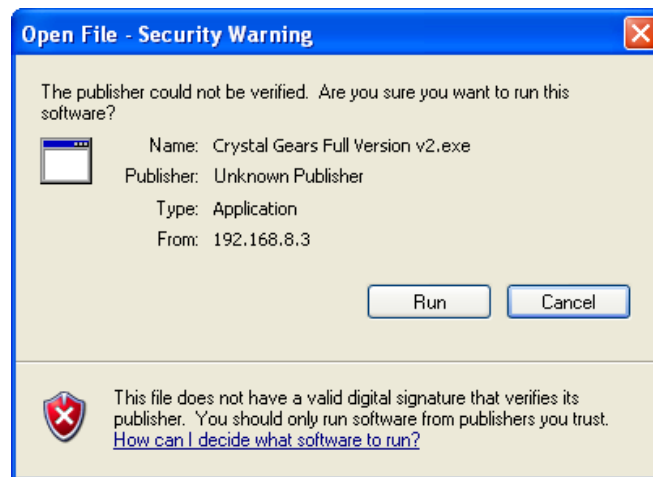 Open File - Security Warning
The publisher could not be verified.  Are you sure you want to run this
software?
Name: Crystal Gears Full Version v2.exe
Publisher: Unknown Publisher
Type: Application
From: 192.168.8.3
Run Cancel
This file does not have a valid digital signature that verifies its
publisher.  You should only run software from publishers you trust.
How can I decide what software to run?